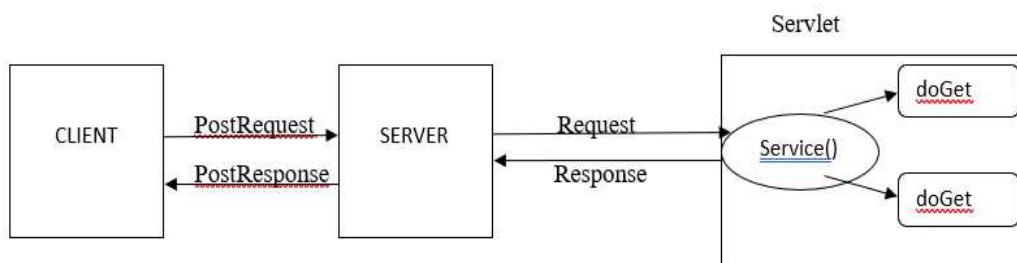 Servlet
CLIENT
PostRequest
PostResponse
SERVER
Request
Response
Service()
doGet
doGet